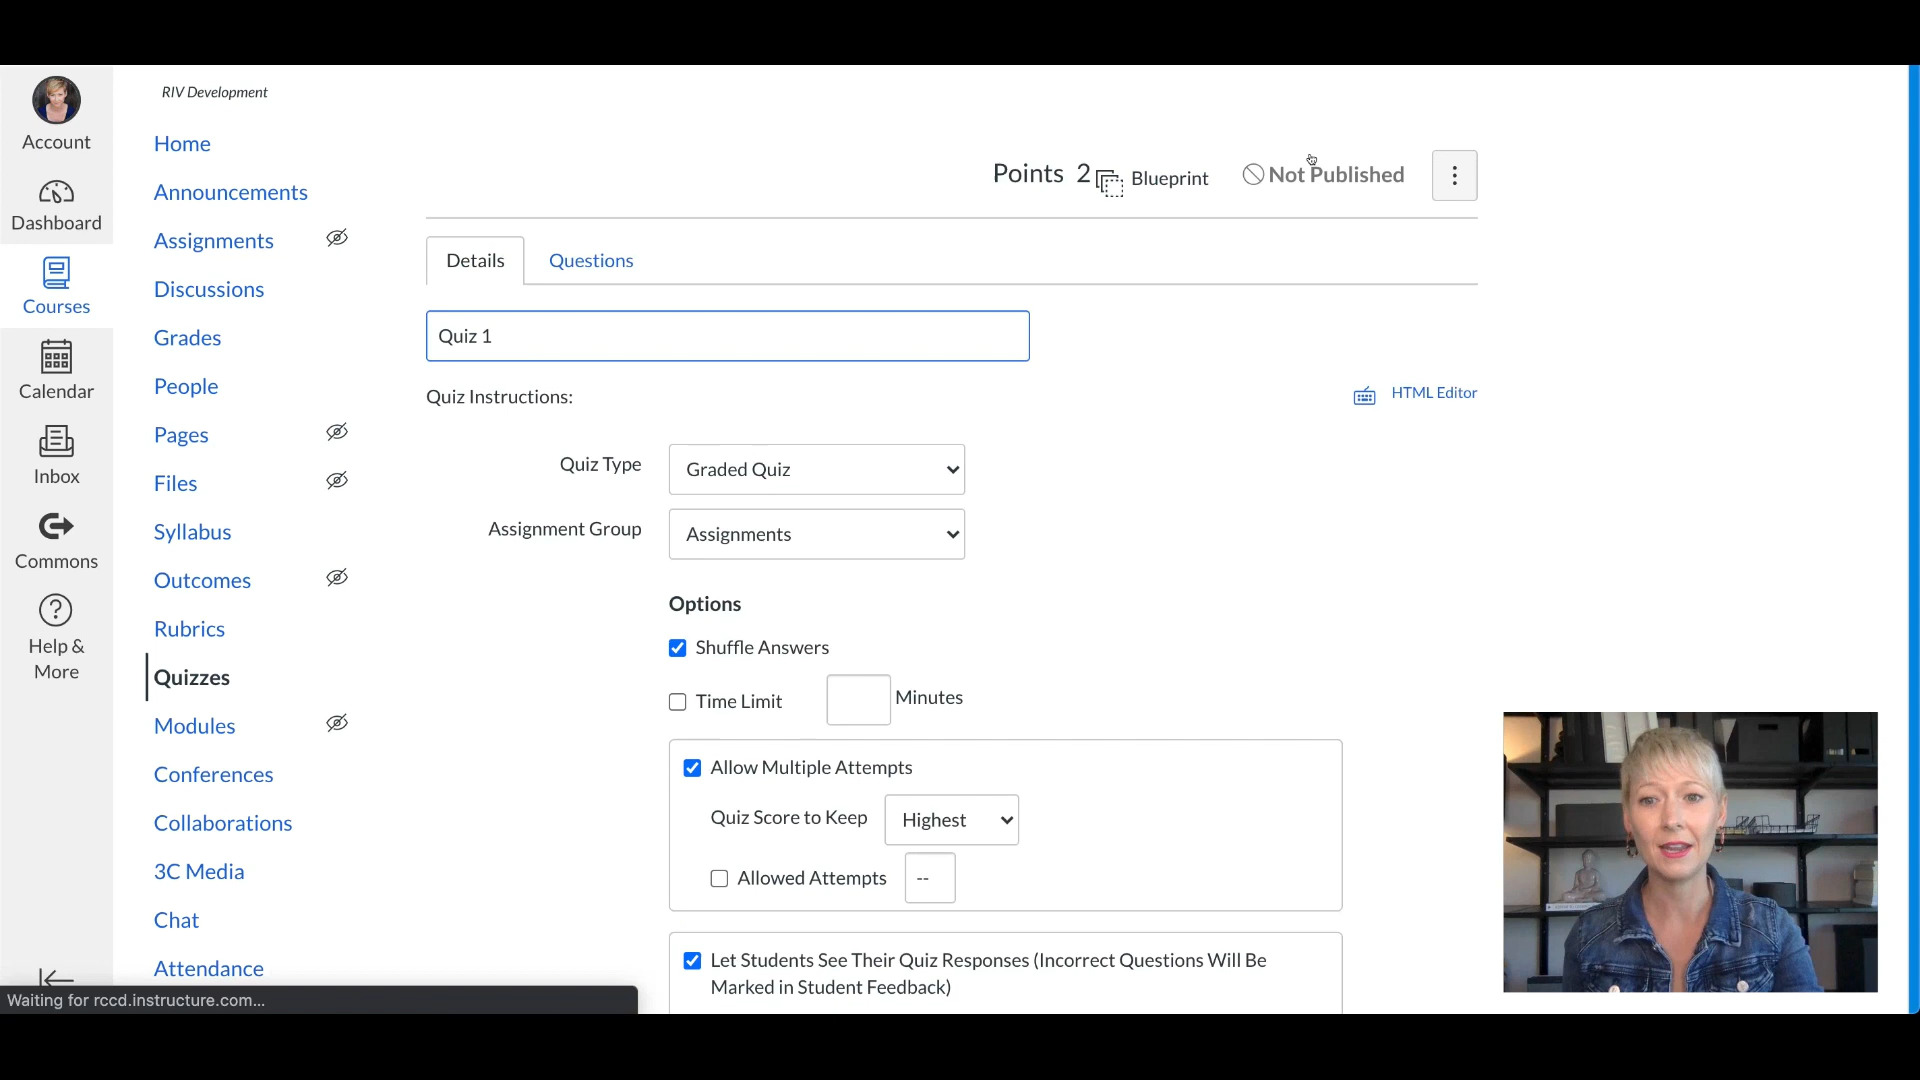 RIV Development
Account
Dashboard
Courses
Calendar
Inbox
Commons
Help &
More
Home
Announcements
Assignments
Discussions
Grades
People
Pages
Files
Syllabus
Outcomes
Rubrics
Quizzes
Modules
Conferences
Collaborations
3C Media
Chat
Attendance
Points 2 Blueprint Not Published
Details Questions
Quiz 1
Quiz Instructions: HTML Editor
Quiz Type Graded Quiz
Assignment Group Assignments
Options
Shuffle Answers
Time Limit Minutes
Allow Multiple Attempts
Quiz Score to Keep Highest
Allowed Attempts --
Let Students See Their Quiz Responses (Incorrect Questions Will Be
Marked in Student Feedback)
Waiting for rccd.instructure.com...